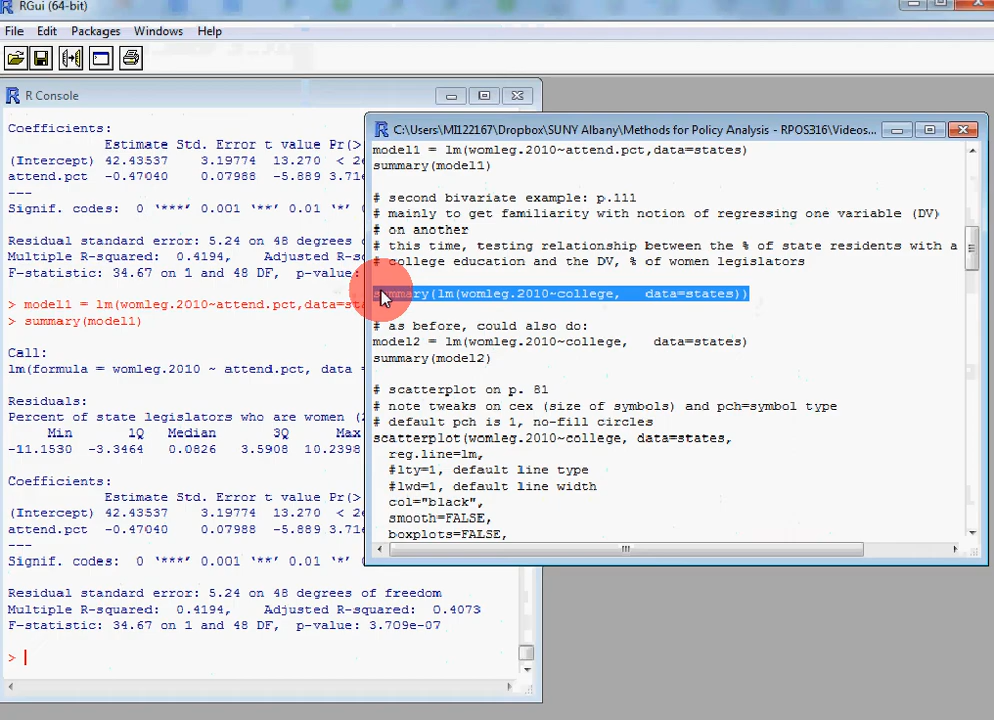 RGui (64-bit)
File Edit Packages Windows Help
R Console
Coefficients:
Estimate Std. Error t value Pr(>
(Intercept) 42.43537 3.19774 13.270 < 2e
attend.pct -0.47040 0.07988 -5.889 3.71e
---
Signif. codes: 0 '***' 0.001 '**' 0.01 '*'
Residual standard error: 5.24 on 48 degrees of
Multiple R-squared: 0.4194, Adjusted R-s
F-statistic: 34.67 on 1 and 48 DF, p-value:
> model1 = lm(womleg.2010~attend.pct,data=sta
> summary(model1)
Call:
lm(formula = womleg.2010 ~ attend.pct, data =
Residuals:
Percent of state legislators who are women (2
Min 1Q Median 3Q Max
-11.1530 -3.3464 0.0826 3.5908 10.2398
Coefficients:
Estimate Std. Error t value Pr(>
(Intercept) 42.43537 3.19774 13.270 < 2e
attend.pct -0.47040 0.07988 -5.889 3.71e
---
Signif. codes: 0 '***' 0.001 '**' 0.01 '*'
Residual standard error: 5.24 on 48 degrees of freedom
Multiple R-squared: 0.4194, Adjusted R-squared: 0.4073
F-statistic: 34.67 on 1 and 48 DF, p-value: 3.709e-07
>
C:\Users\MI122167\Dropbox\SUNY Albany\Methods for Policy Analysis - RPOS316\Videos...
model1 = lm(womleg.2010~attend.pct,data=states)
summary(model1)
# second bivariate example: p.111
# mainly to get familiarity with notion of regressing one variable (DV)
# on another
# this time, testing relationship between the % of state residents with a
# college education and the DV, % of women legislators
summary(lm(womleg.2010~college, data=states))
# as before, could also do:
model2 = lm(womleg.2010~college, data=states)
summary(model2)
# scatterplot on p. 81
# note tweaks on cex (size of symbols) and pch=symbol type
# default pch is 1, no-fill circles
scatterplot(womleg.2010~college, data=states,
reg.line=lm,
#lty=1, default line type
#lwd=1, default line width
col="black",
smooth=FALSE,
boxplots=FALSE,